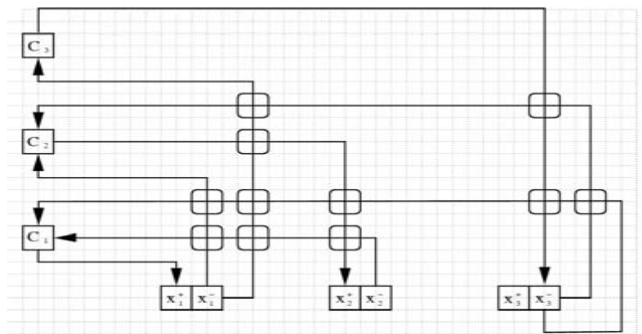 C₃
C₂
C₁
x₁⁺ x₁⁻ x₂⁺ x₂⁻ x₃⁺ x₃⁻